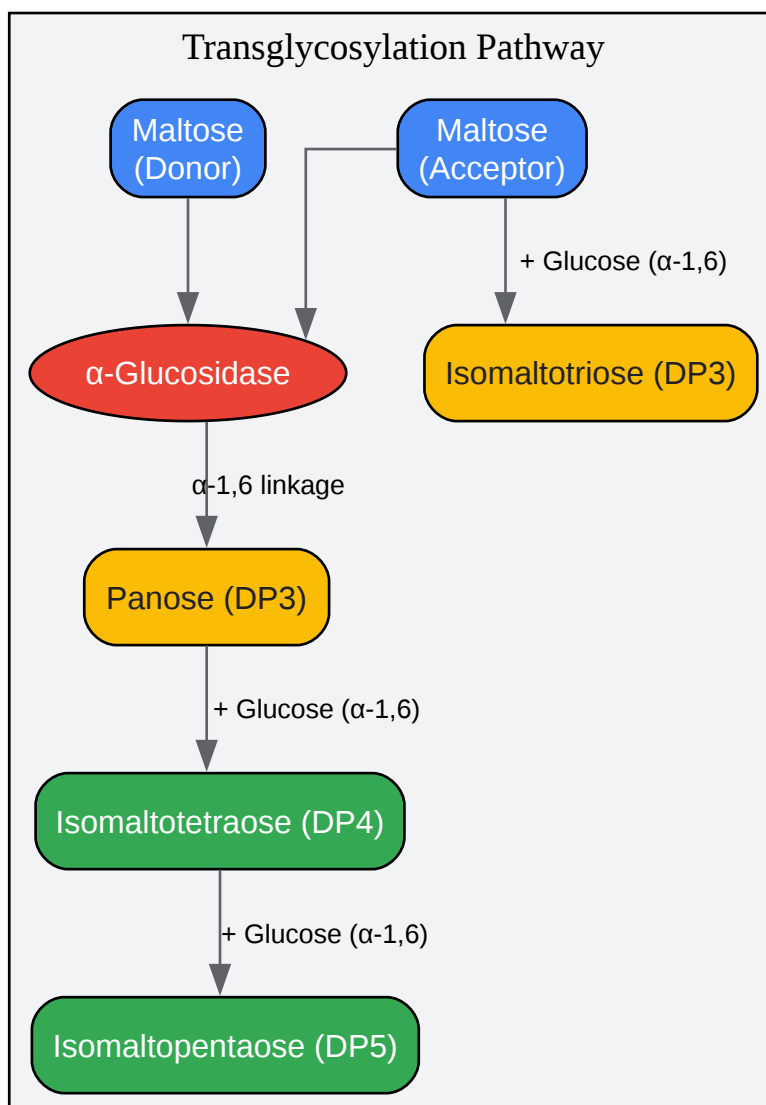 Transglycosylation Pathway
Maltose
(Donor)
Maltose
(Acceptor)
+ Glucose (α-1,6)
α-Glucosidase
Isomaltotriose (DP3)
α-1,6 linkage
Panose (DP3)
+ Glucose (α-1,6)
Isomaltotetraose (DP4)
+ Glucose (α-1,6)
Isomaltopentaose (DP5)